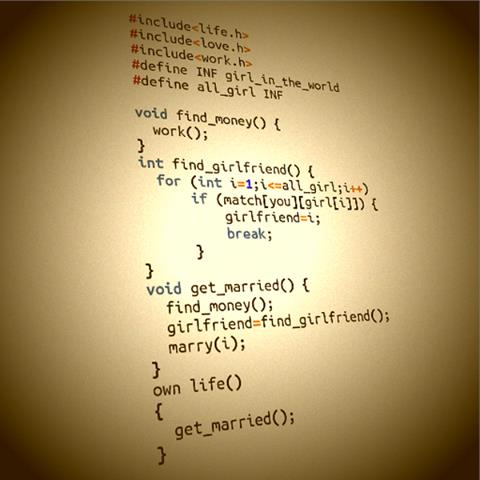 #include<life.h>
#include<love.h>
#include<work.h>
#define INF girl_in_the_world
#define all_girl INF
void find_money() {
work();
}
int find_girlfriend() {
for (int i=1;i<=all_girl;i++)
if (match[you][girl[i]]) {
girlfriend=i;
break;
}
}
void get_married() {
find_money();
girlfriend=find_girlfriend();
marry(i);
}
own life()
{
get_married();
}